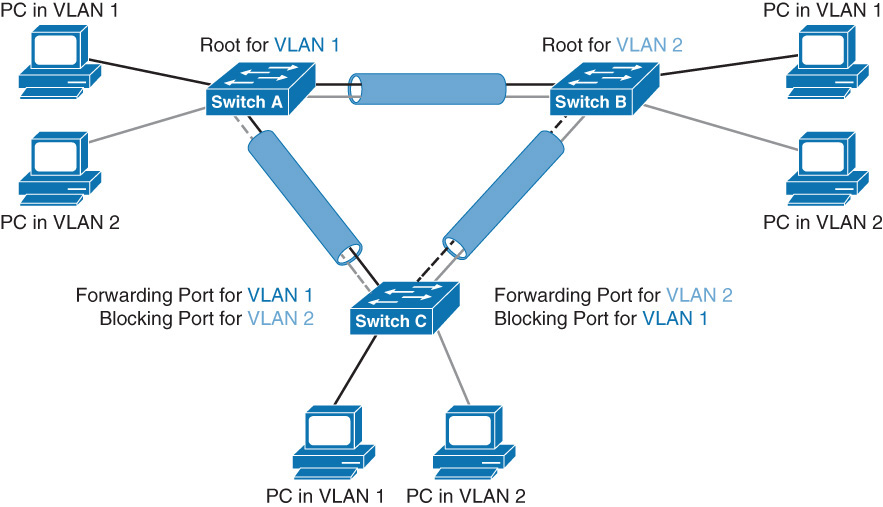 PC in VLAN 1
PC in VLAN 1
Root for VLAN 1
Root for VLAN 2
Switch A
Switch B
PC in VLAN 2
PC in VLAN 2
Forwarding Port for VLAN 1
Blocking Port for VLAN 2
Forwarding Port for VLAN 2
Blocking Port for VLAN 1
Switch C
PC in VLAN 1
PC in VLAN 2